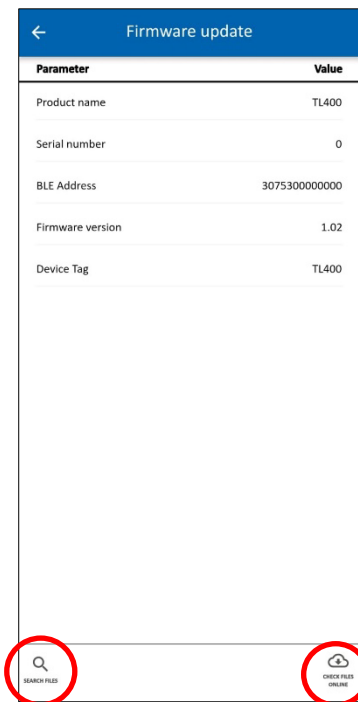 Firmware update
Parameter Value
Product name TL400
Serial number 0
BLE Address 3075300000000
Firmware version 1.02
Device Tag TL400
SEARCH FILES
CHECK FILES
ONLINE